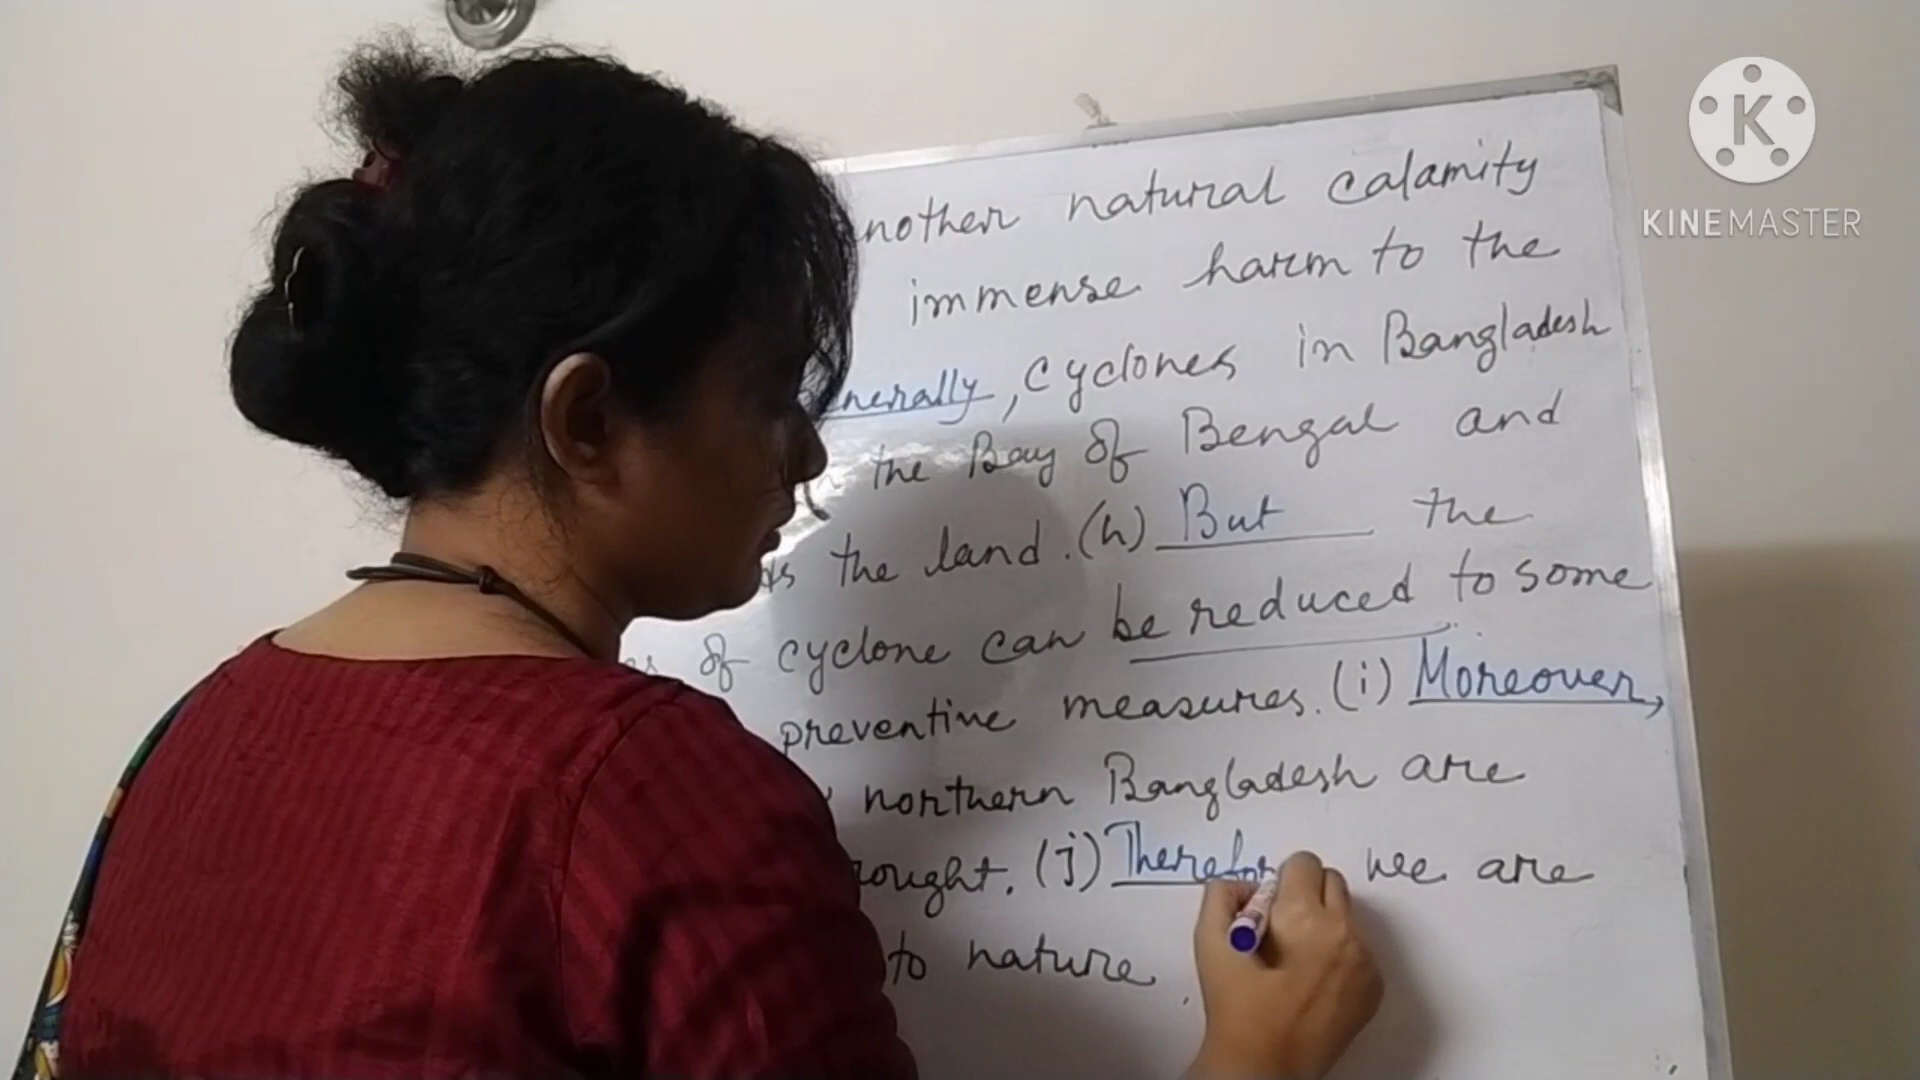 nother natural calamity
immense harm to the
nerally, cyclones in Bangladesh
the Bay of Bengal and
the land. (h) But the
of cyclone can be reduced to some
preventive measures. (i) Moreover,
northern Bangladesh are
ought. (j) Therefor we are
to nature
K
KINEMASTER